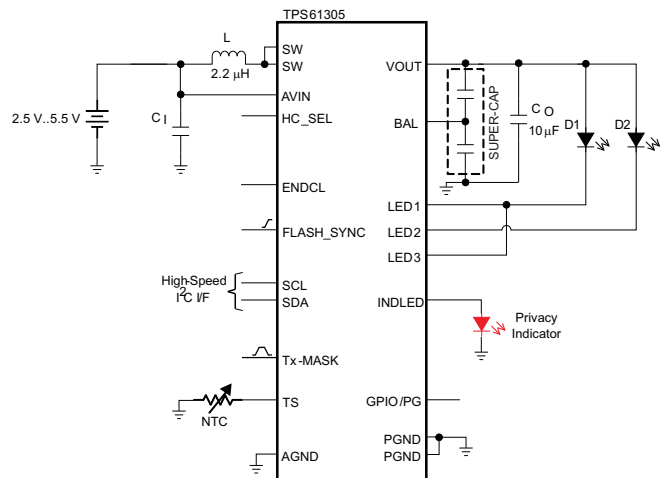 TPS61305
L
2.2 μH
SW
SW
AVIN
2.5 V..5.5 V
CI
HC_SEL
ENDCL
FLASH_SYNC
High-Speed
I2C I/F
SCL
SDA
Tx-MASK
TS
NTC
AGND
VOUT
BAL
SUPER-CAP
CO
10 μF
D1
D2
LED1
LED2
LED3
INDLED
Privacy
Indicator
GPIO/PG
PGND
PGND